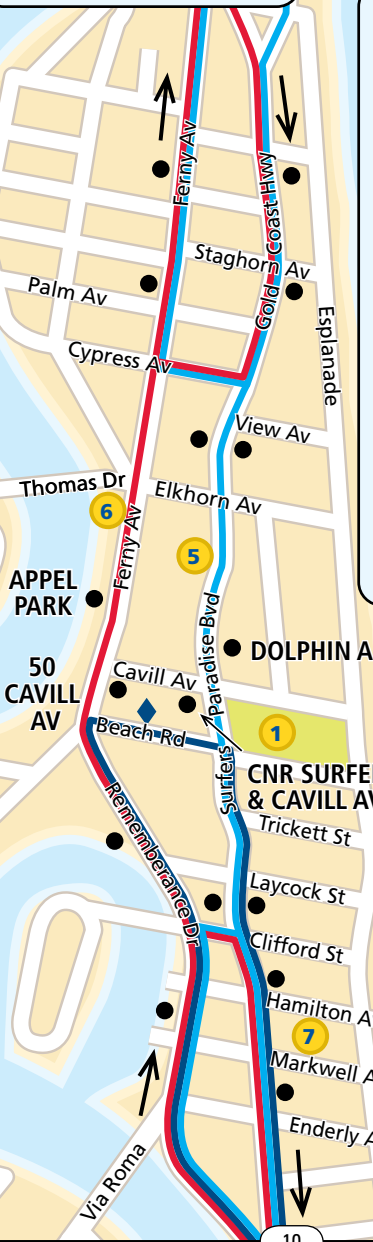 Ferny Av
Gold Coast Hwy
Staghorn Av
Palm Av
Esplanade
Cypress Av
View Av
Thomas Dr
Elkhorn Av
6
Ferny Av
5
APPEL
PARK
Surfers Paradise Blvd
DOLPHIN A
50
CAVILL
AV
Cavill Av
1
Beach Rd
CNR SURFE
& CAVILL AV
Rememberance Dr
Trickett St
Laycock St
Clifford St
Hamilton A
7
Markwell A
Enderly A
Via Roma
10